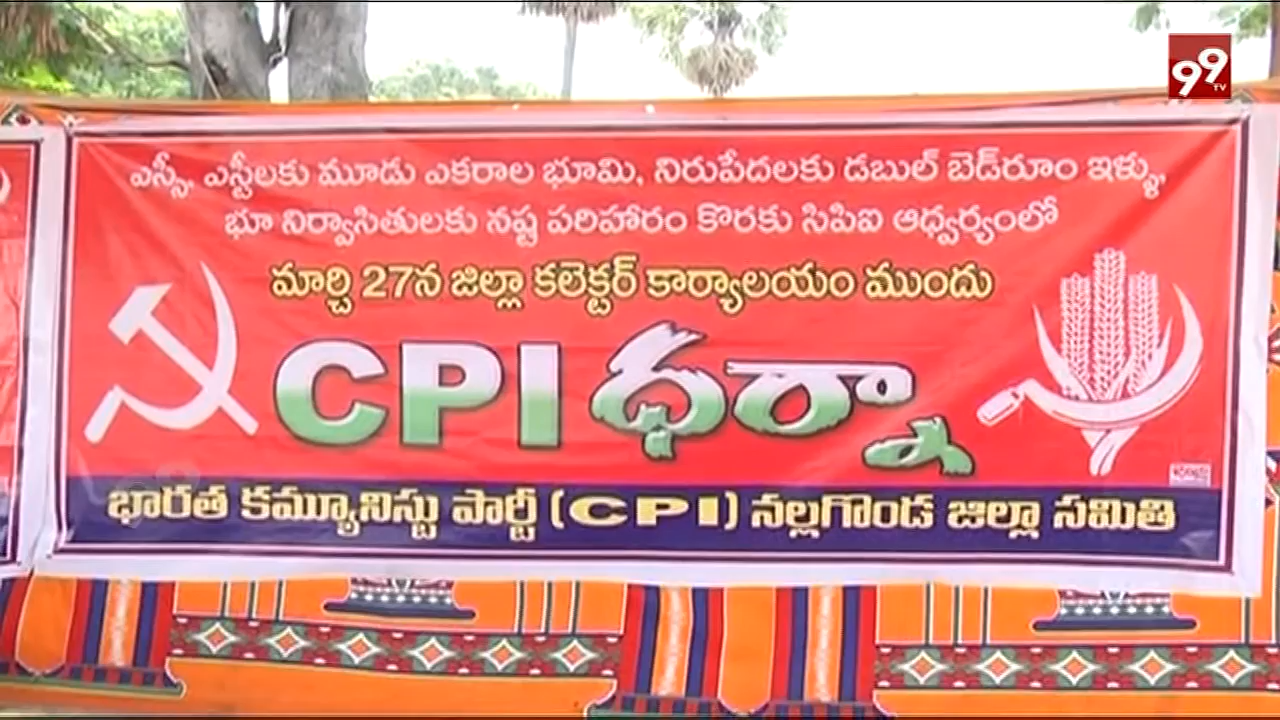 99
TV
ఎస్సీ, ఎస్టీలకు మూడు ఎకరాల భూమి, నిరుపేదలకు డబుల్ బెడ్‌రూం ఇళ్ళు,
భూ నిర్వాసితులకు నష్ట పరిహారం కొరకు సిపిఐ ఆధ్వర్యంలో
మార్చి 27న జిల్లా కలెక్టర్ కార్యాలయం ముందు
CPI ధర్నా
భారత కమ్యూనిస్టు పార్టీ (CPI) నల్లగొండ జిల్లా సమితి